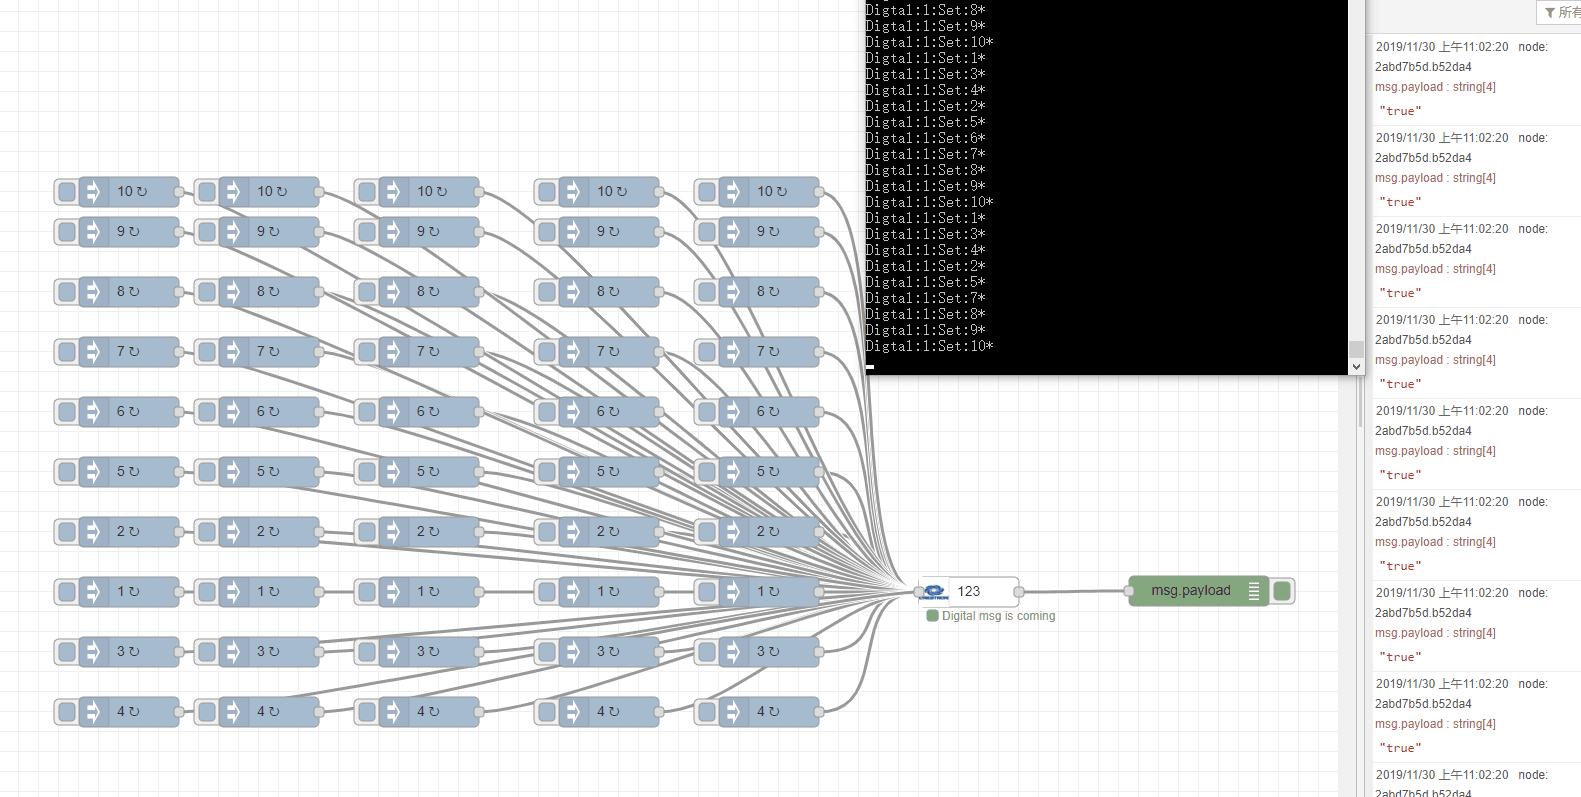 Digtal:1:Set:8*
Digtal:1:Set:9*
Digtal:1:Set:10*
Digtal:1:Set:1*
Digtal:1:Set:3*
Digtal:1:Set:4*
Digtal:1:Set:2*
Digtal:1:Set:5*
Digtal:1:Set:6*
Digtal:1:Set:7*
Digtal:1:Set:8*
Digtal:1:Set:9*
Digtal:1:Set:10*
Digtal:1:Set:1*
Digtal:1:Set:3*
Digtal:1:Set:4*
Digtal:1:Set:2*
Digtal:1:Set:5*
Digtal:1:Set:7*
Digtal:1:Set:8*
Digtal:1:Set:9*
Digtal:1:Set:10*
10 ↻ 10 ↻ 10 ↻ 10 ↻ 10 ↻
9 ↻ 9 ↻ 9 ↻ 9 ↻ 9 ↻
8 ↻ 8 ↻ 8 ↻ 8 ↻ 8 ↻
7 ↻ 7 ↻ 7 ↻ 7 ↻ 7 ↻
6 ↻ 6 ↻ 6 ↻ 6 ↻ 6 ↻
5 ↻ 5 ↻ 5 ↻ 5 ↻ 5 ↻
2 ↻ 2 ↻ 2 ↻ 2 ↻ 2 ↻
1 ↻ 1 ↻ 1 ↻ 1 ↻ 1 ↻
3 ↻ 3 ↻ 3 ↻ 3 ↻ 3 ↻
4 ↻ 4 ↻ 4 ↻ 4 ↻ 4 ↻
123
Digital msg is coming
msg.payload
所有
2019/11/30 上午11:02:20 node:
2abd7b5d.b52da4
msg.payload : string[4]
"true"
2019/11/30 上午11:02:20 node:
2abd7b5d.b52da4
msg.payload : string[4]
"true"
2019/11/30 上午11:02:20 node:
2abd7b5d.b52da4
msg.payload : string[4]
"true"
2019/11/30 上午11:02:20 node:
2abd7b5d.b52da4
msg.payload : string[4]
"true"
2019/11/30 上午11:02:20 node:
2abd7b5d.b52da4
msg.payload : string[4]
"true"
2019/11/30 上午11:02:20 node:
2abd7b5d.b52da4
msg.payload : string[4]
"true"
2019/11/30 上午11:02:20 node:
2abd7b5d.b52da4
msg.payload : string[4]
"true"
2019/11/30 上午11:02:20 node:
2abd7b5d.b52da4
msg.payload : string[4]
"true"
2019/11/30 上午11:02:20 node:
2abd7b5d.b52da4